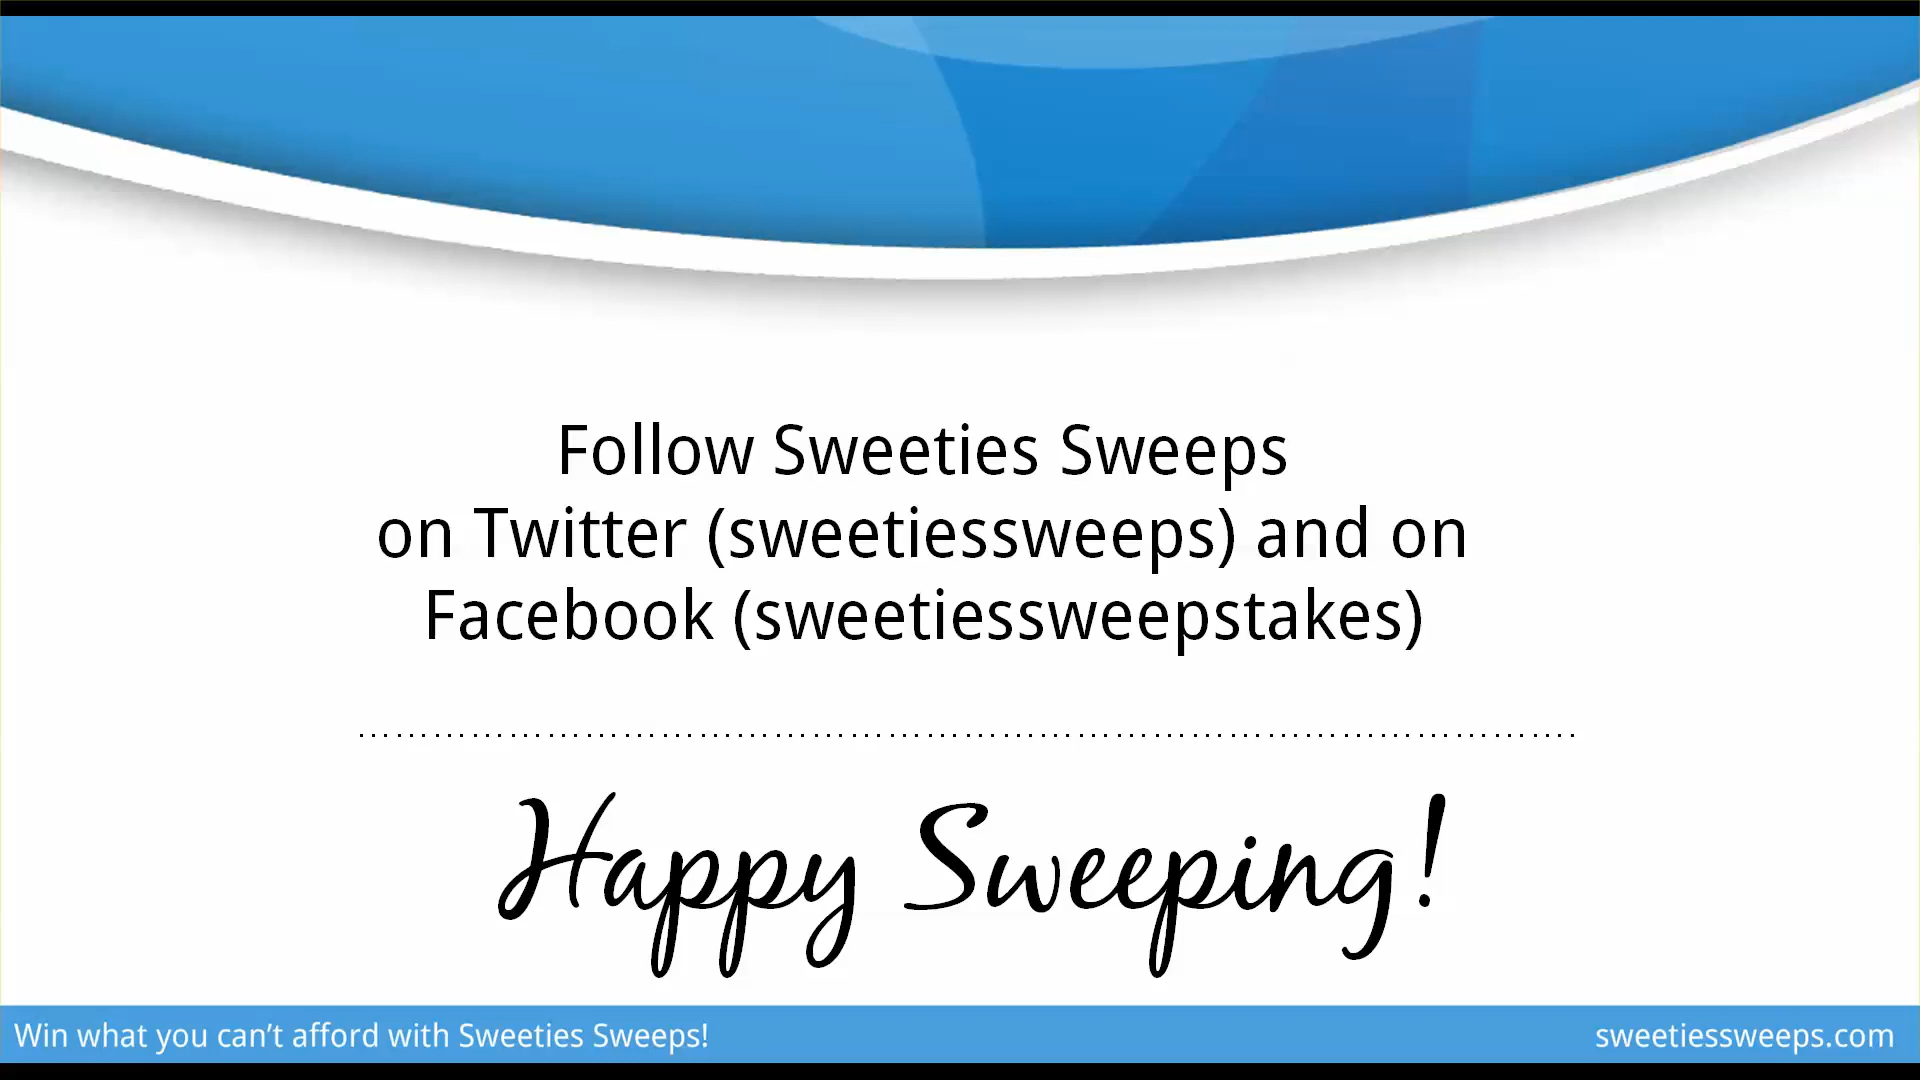 Follow Sweeties Sweeps
on Twitter (sweetiessweeps) and on
Facebook (sweetiessweepstakes)
Happy Sweeping!
Win what you can’t afford with Sweeties Sweeps!
sweetiessweeps.com